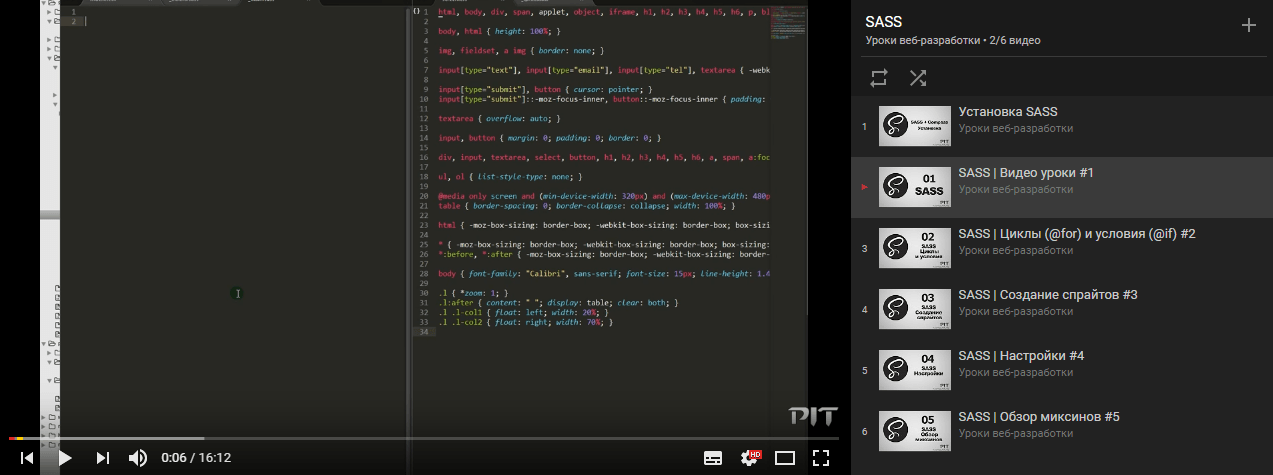 1
2
{} 1 html, body, div, span, applet, object, iframe, h1, h2, h3, h4, h5, h6, p, bl
2
3 body, html { height: 100%; }
4
5 img, fieldset, a img { border: none; }
6
7 input[type="text"], input[type="email"], input[type="tel"], textarea { -webk
8
9 input[type="submit"], button { cursor: pointer; }
10 input[type="submit"]::-moz-focus-inner, button::-moz-focus-inner { padding:
11
12 textarea { overflow: auto; }
13
14 input, button { margin: 0; padding: 0; border: 0; }
15
16 div, input, textarea, select, button, h1, h2, h3, h4, h5, h6, a, span, a:foc
17
18 ul, ol { list-style-type: none; }
19
20 @media only screen and (min-device-width: 320px) and (max-device-width: 480p
21 table { border-spacing: 0; border-collapse: collapse; width: 100%; }
22
23 html { -moz-box-sizing: border-box; -webkit-box-sizing: border-box; box-sizi
24
25 * { -moz-box-sizing: border-box; -webkit-box-sizing: border-box; box-sizing:
26 *:before, *:after { -moz-box-sizing: border-box; -webkit-box-sizing: border-
27
28 body { font-family: "Calibri", sans-serif; font-size: 15px; line-height: 1.4
29
30 .l { *zoom: 1; }
31 .l:after { content: " "; display: table; clear: both; }
32 .l .l-col1 { float: left; width: 20%; }
33 .l .l-col2 { float: right; width: 70%; }
34
PIT
0:06 / 16:12
HD
SASS
Уроки веб-разработки • 2/6 видео
1
SASS + Compass
Установка
PIT
Установка SASS
Уроки веб-разработки
01
SASS
PIT
SASS | Видео уроки #1
Уроки веб-разработки
3
02
SASS
Циклы
и условия
PIT
SASS | Циклы (@for) и условия (@if) #2
Уроки веб-разработки
4
03
SASS
Создание
спрайтов
PIT
SASS | Создание спрайтов #3
Уроки веб-разработки
5
04
SASS
Настройки
PIT
SASS | Настройки #4
Уроки веб-разработки
6
05
SASS
Обзор
миксинов
PIT
SASS | Обзор миксинов #5
Уроки веб-разработки